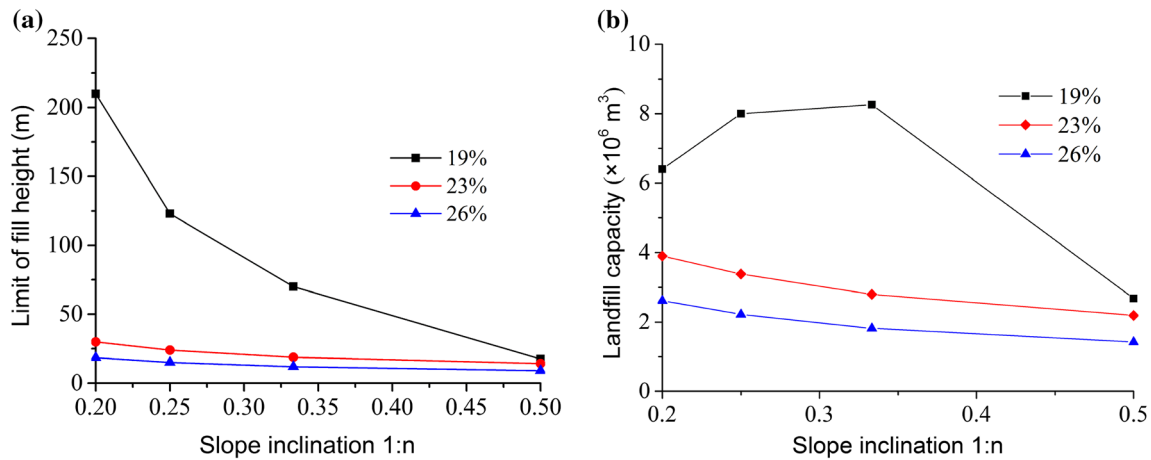 (a)
250
200
150
100
50
0
Limit of fill height (m)
19%
23%
26%
0.20 0.25 0.30 0.35 0.40 0.45 0.50
Slope inclination 1:n
(b)
10
8
6
4
2
0
Landfill capacity (×10⁶ m³)
19%
23%
26%
0.2 0.3 0.4 0.5
Slope inclination 1:n